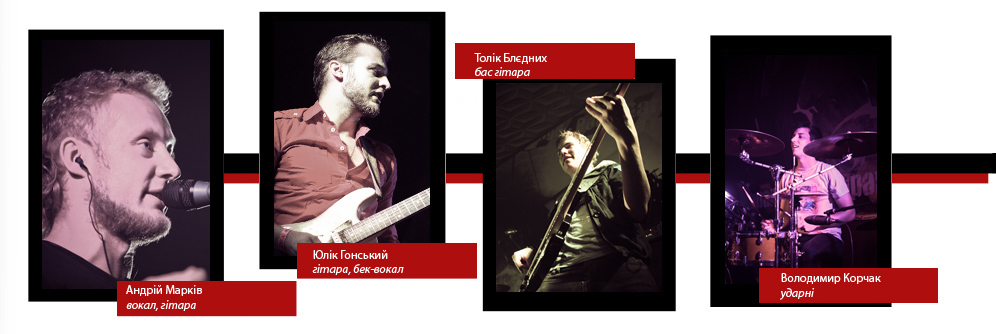 Андрій Марків
вокал, гітара
Юлік Гонський
гітара, бек-вокал
Толік Блєдних
бас гітара
Володимир Корчак
ударні